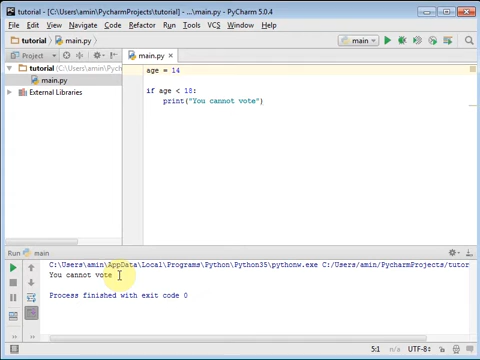 tutorial - [C:\Users\amin\PycharmProjects\tutorial] - ...\main.py - PyCharm 5.0.4
File Edit View Navigate Code Refactor Run Tools VCS Window Help
tutorial main.py main
Project main.py
tutorial (C:\Users\amin\Pych
main.py
External Libraries
age = 14
if age < 18:
print("You cannot vote")
Run main
C:\Users\amin\AppData\Local\Programs\Python\Python35\pythonw.exe C:/Users/amin/PycharmProjects/tutor
You cannot vote
Process finished with exit code 0
5:1 n/a UTF-8